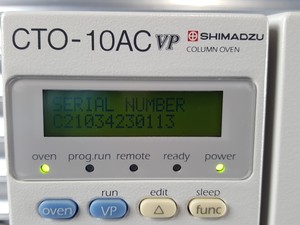 CTO-10AC VP SHIMADZU
COLUMN OVEN
SERIAL NUMBER
C21034230113
oven prog.run remote ready power
run edit sleep
oven VP func